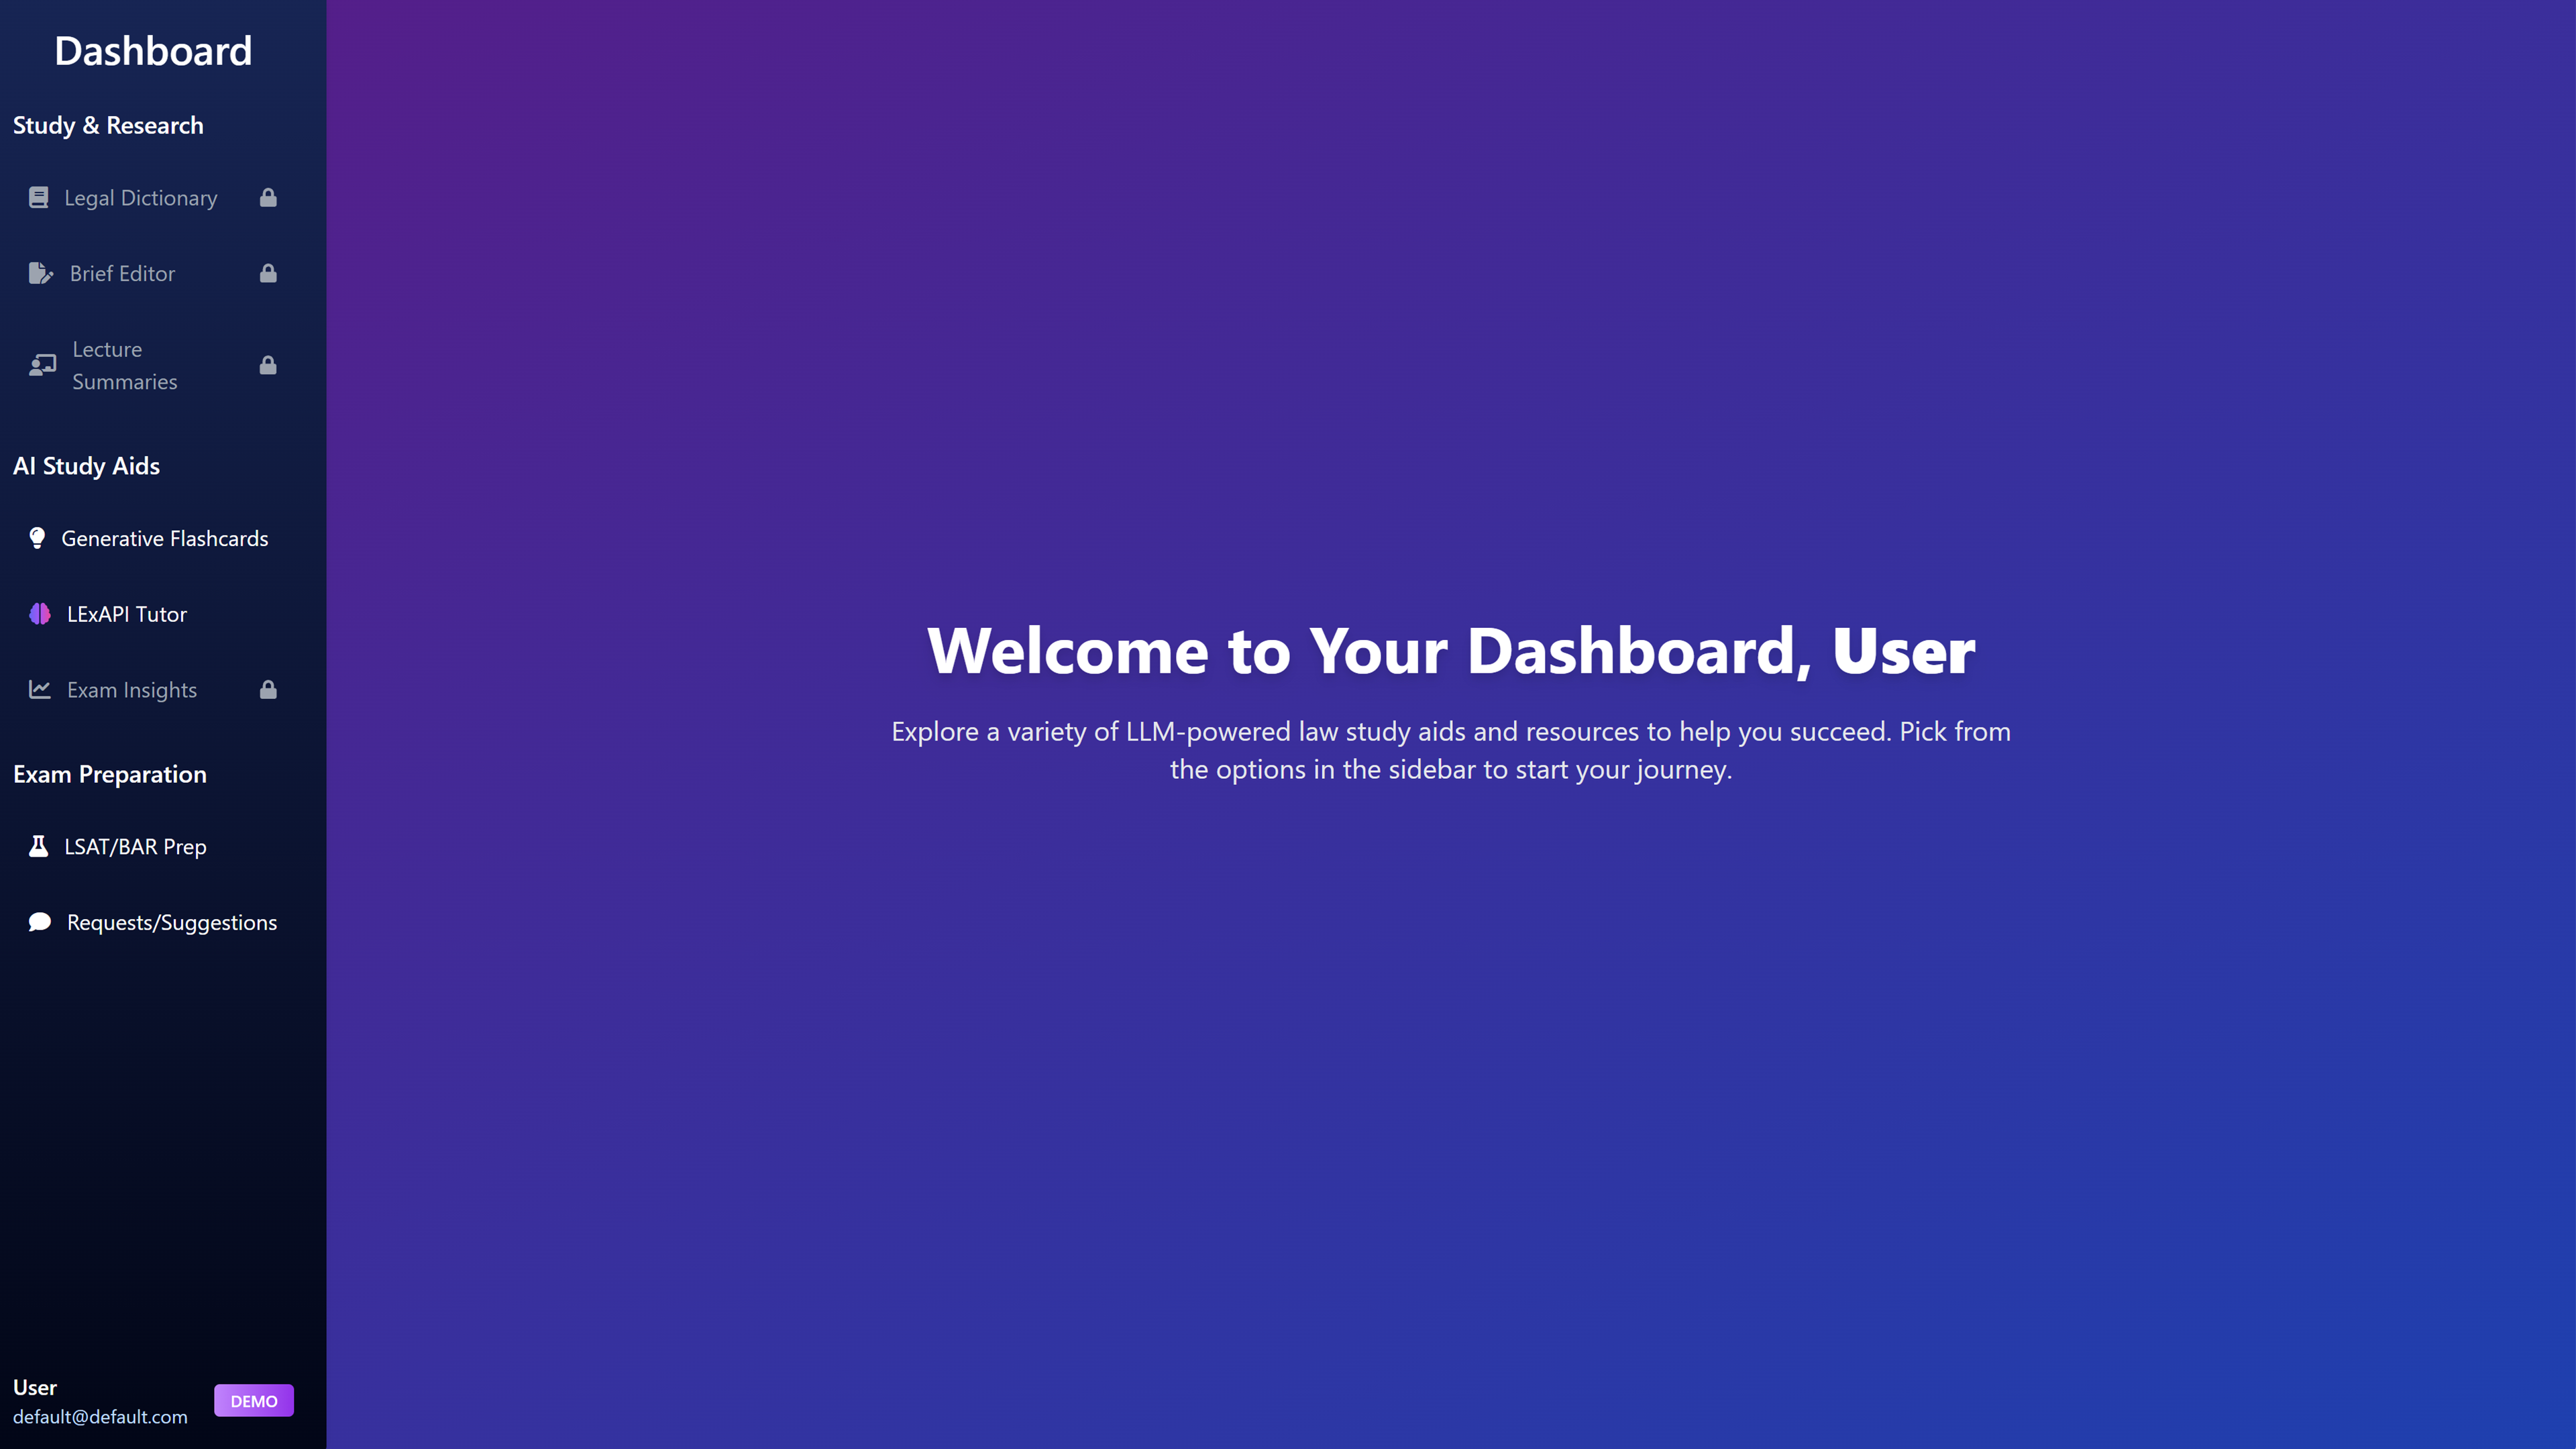 Dashboard
Study & Research
Legal Dictionary
Brief Editor
Lecture
Summaries
AI Study Aids
Generative Flashcards
LExAPI Tutor
Exam Insights
Exam Preparation
LSAT/BAR Prep
Requests/Suggestions
User
default@default.com
DEMO
Welcome to Your Dashboard, User
Explore a variety of LLM-powered law study aids and resources to help you succeed. Pick from
the options in the sidebar to start your journey.